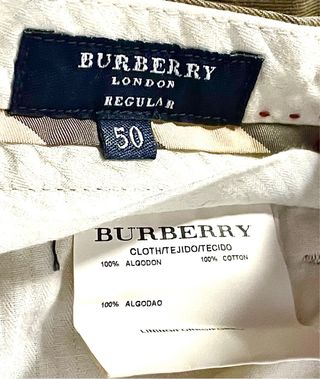 BURBERRY
LONDON
REGULAR
50
BURBERRY
CLOTH/TEJIDO/TECIDO
100% ALGODON 100% COTTON
100% ALGODAO